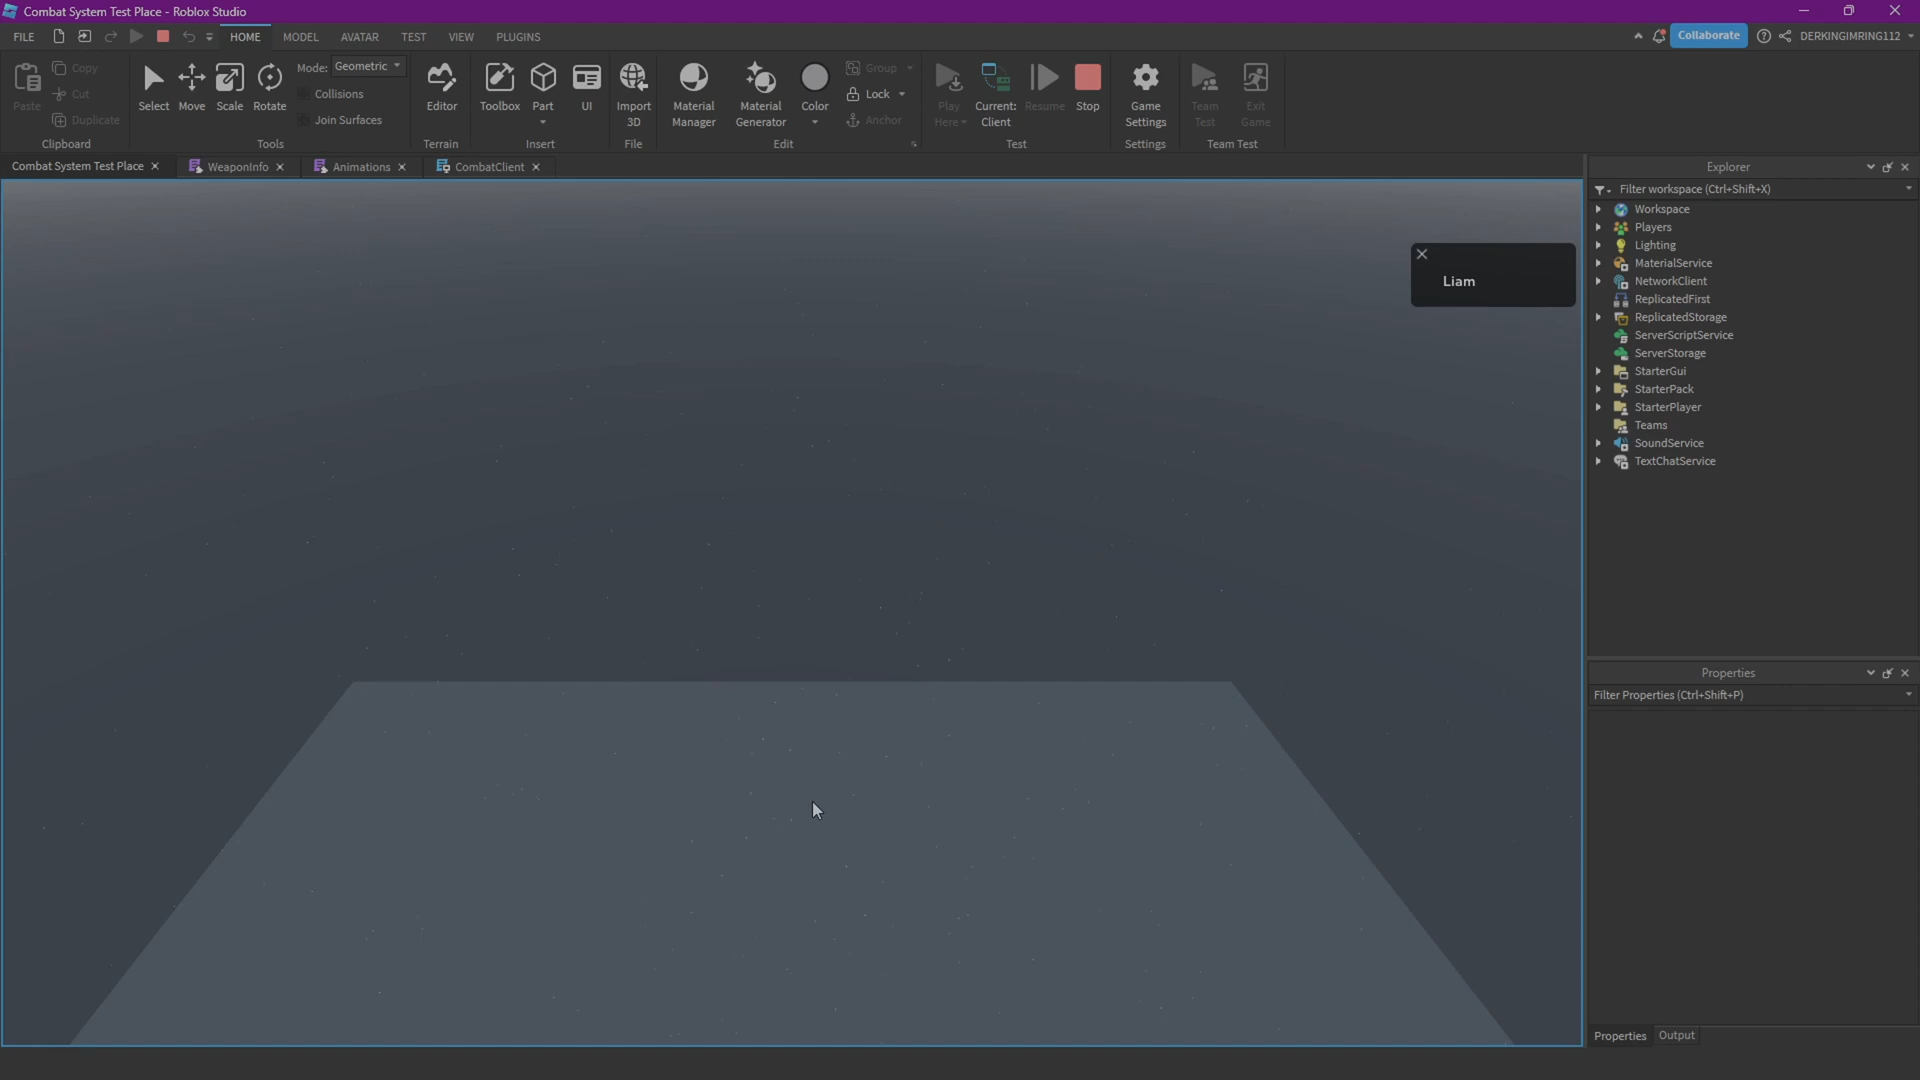 Combat System Test Place - Roblox Studio
FILE HOME MODEL AVATAR TEST VIEW PLUGINS Collaborate DERKINGIMRING112
Paste
Copy
Cut
Duplicate
Clipboard
Select Move Scale Rotate
Mode: Geometric
Collisions
Join Surfaces
Tools
Editor
Terrain
Toolbox Part UI
Insert
Import
3D
File
Material
Manager
Material
Generator
Color
Group
Lock
Anchor
Edit
Play
Here
Current:
Client
Resume
Stop
Test
Game
Settings
Settings
Team
Test
Exit
Game
Team Test
Combat System Test Place WeaponInfo Animations CombatClient
Liam
Explorer
Filter workspace (Ctrl+Shift+X)
Workspace
Players
Lighting
MaterialService
NetworkClient
ReplicatedFirst
ReplicatedStorage
ServerScriptService
ServerStorage
StarterGui
StarterPack
StarterPlayer
Teams
SoundService
TextChatService
Properties
Filter Properties (Ctrl+Shift+P)
Properties Output